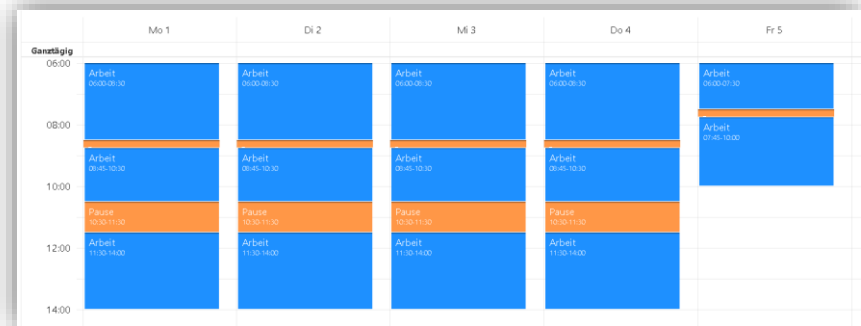 Mo 1 Di 2 Mi 3 Do 4 Fr 5
Ganztägig
06:00
Arbeit Arbeit Arbeit Arbeit Arbeit
06:00-08:30 06:00-08:30 06:00-08:30 06:00-08:30 06:00-07:30
08:00
Arbeit
07:45-10:00
Arbeit Arbeit Arbeit Arbeit
08:45-10:30 08:45-10:30 08:45-10:30 08:45-10:30
10:00
Pause Pause Pause Pause
10:30-11:30 10:30-11:30 10:30-11:30 10:30-11:30
12:00
Arbeit Arbeit Arbeit Arbeit
11:30-14:00 11:30-14:00 11:30-14:00 11:30-14:00
14:00